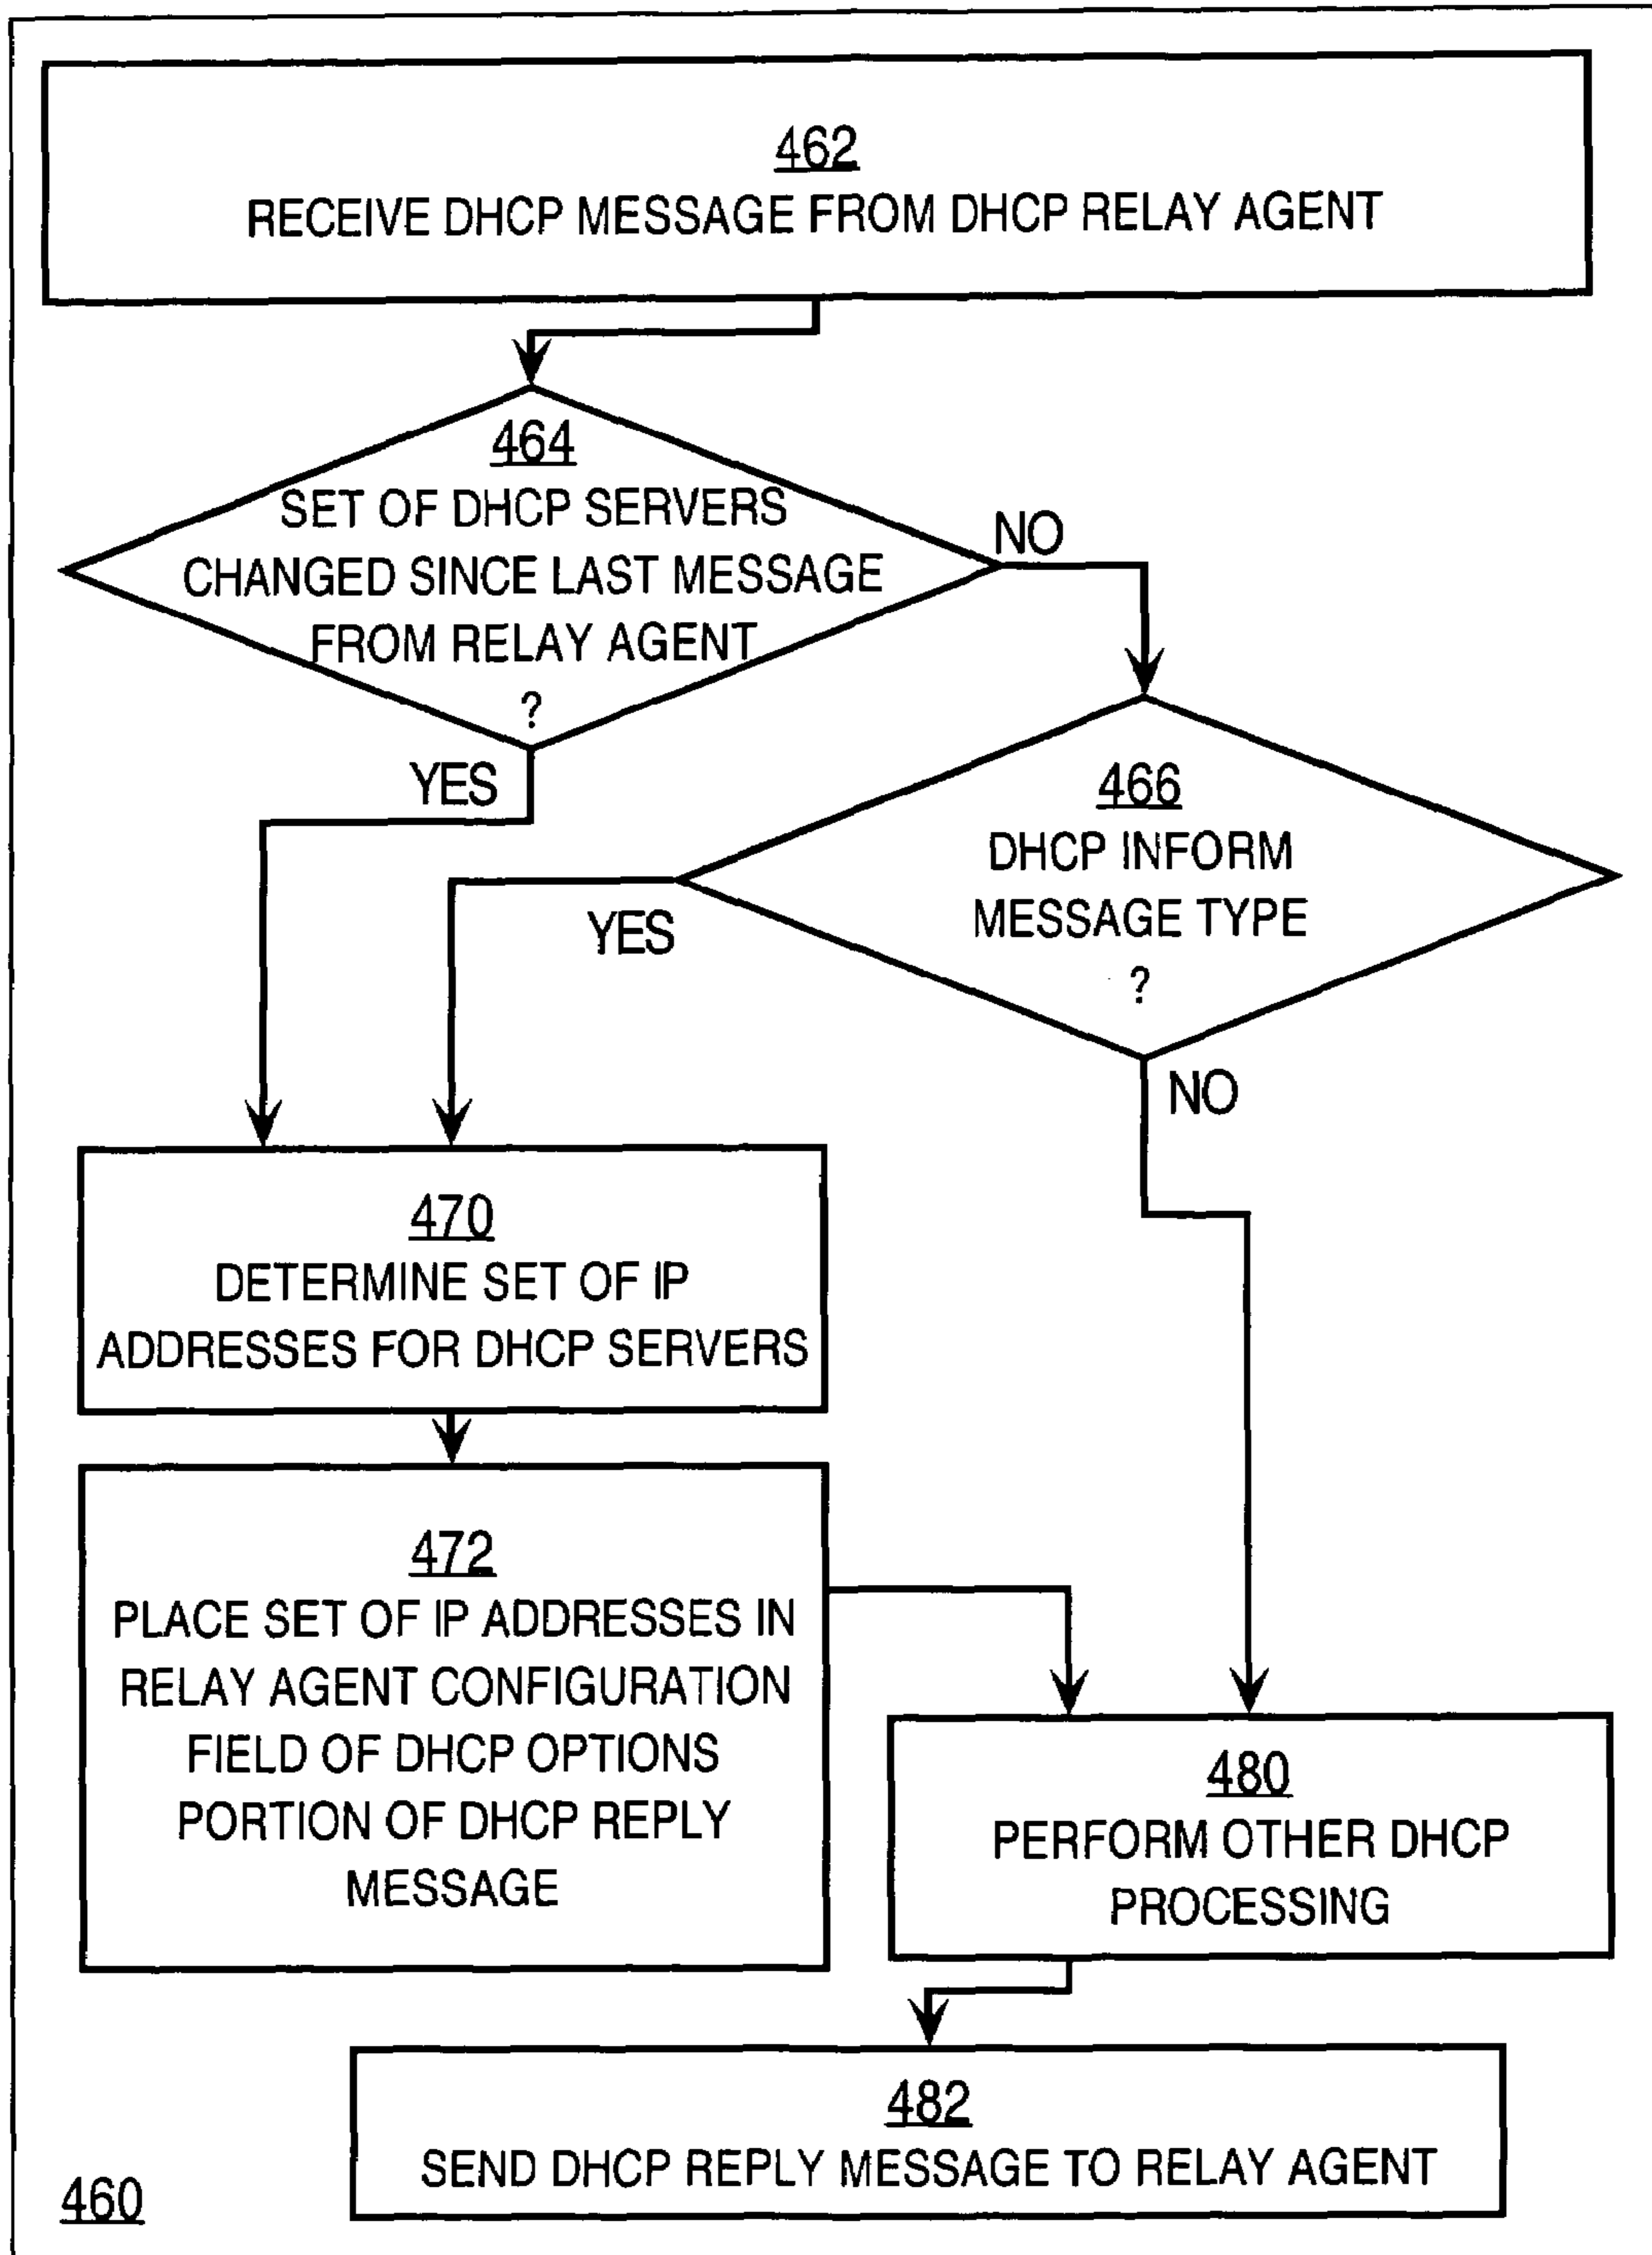 462
RECEIVE DHCP MESSAGE FROM DHCP RELAY AGENT
464
SET OF DHCP SERVERS
CHANGED SINCE LAST MESSAGE
FROM RELAY AGENT
?
NO
YES
466
DHCP INFORM
MESSAGE TYPE
?
YES
NO
470
DETERMINE SET OF IP
ADDRESSES FOR DHCP SERVERS
472
PLACE SET OF IP ADDRESSES IN
RELAY AGENT CONFIGURATION
FIELD OF DHCP OPTIONS
PORTION OF DHCP REPLY
MESSAGE
480
PERFORM OTHER DHCP
PROCESSING
482
SEND DHCP REPLY MESSAGE TO RELAY AGENT
460